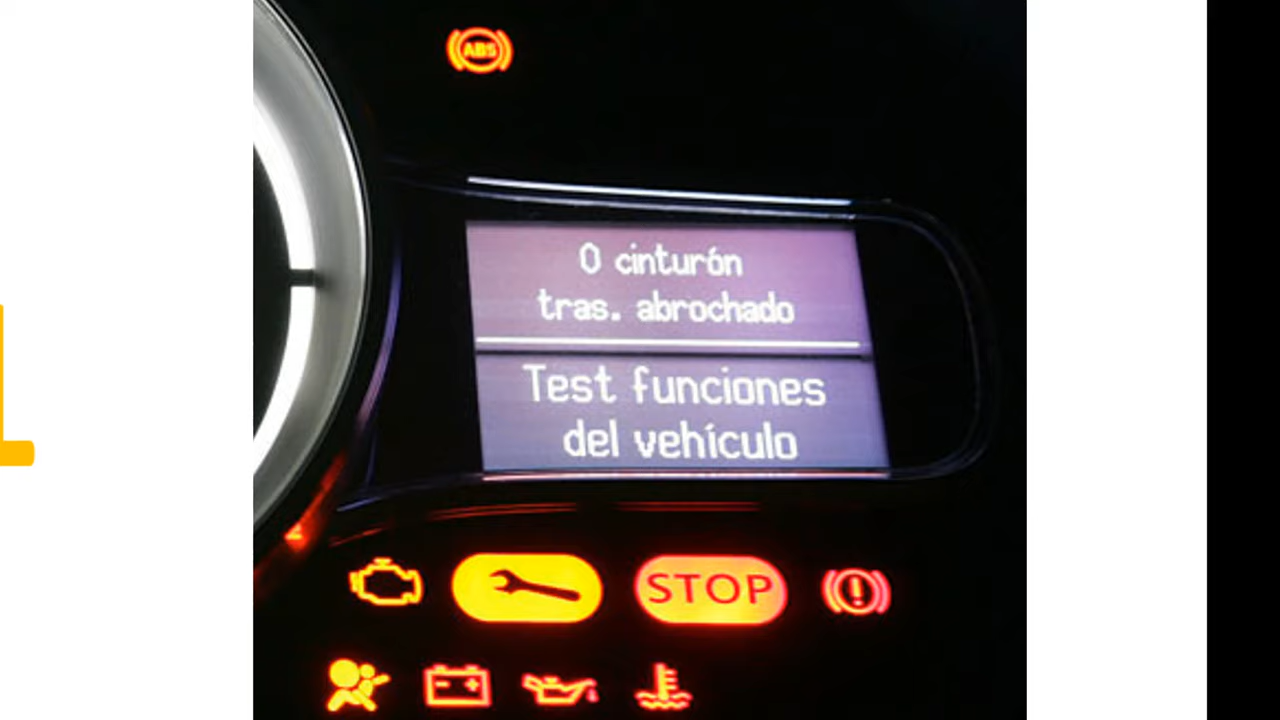 ABS
0 cinturón
tras. abrochado
Test funciones
del vehículo
STOP